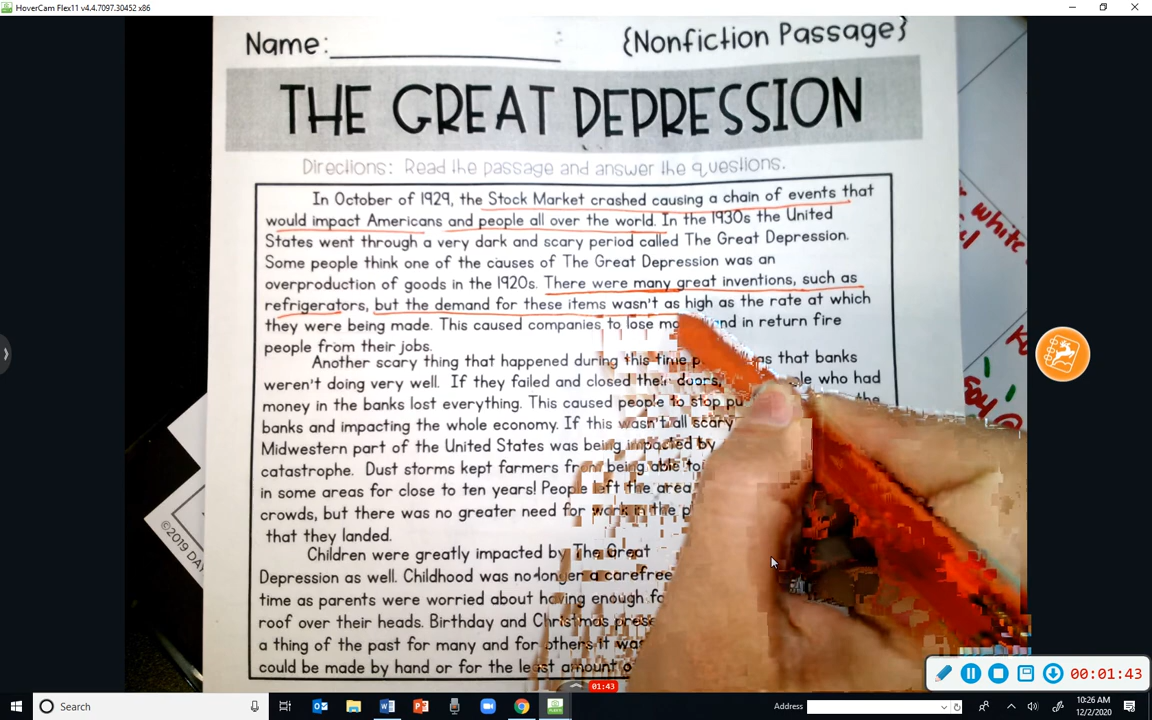 HoverCam Flex11 v4.4.7097.30452 x86
Name:
{Nonfiction Passage}
THE GREAT DEPRESSION
Directions: Read the passage and answer the questions.
In October of 1929, the Stock Market crashed causing a chain of events that
would impact Americans and people all over the world. In the 1930s the United
States went through a very dark and scary period called The Great Depression.
Some people think one of the causes of The Great Depression was an
overproduction of goods in the 1920s. There were many great inventions, such as
refrigerators, but the demand for these items wasn't as high as the rate at which
they were being made. This caused companies to lose and in return fire
people from their jobs.
Another scary thing that happened during this time as that banks
weren't doing very well. If they failed and closed their doors, who had
money in the banks lost everything. This caused people to stop the
banks and impacting the whole economy. If this wasn't all scary
Midwestern part of the United States was being impacted by
catastrophe. Dust storms kept farmers from being able to
in some areas for close to ten years! People left the area
crowds, but there was no greater need for work in the
that they landed.
Children were greatly impacted by The Great
Depression as well. Childhood was no longer a carefree
time as parents were worried about having enough
roof over their heads. Birthday and Christmas
a thing of the past for many and for others it was
could be made by hand or for the least amount
white
©2019
00:01:43
01:43
Search
Address
10:26 AM
12/2/2020